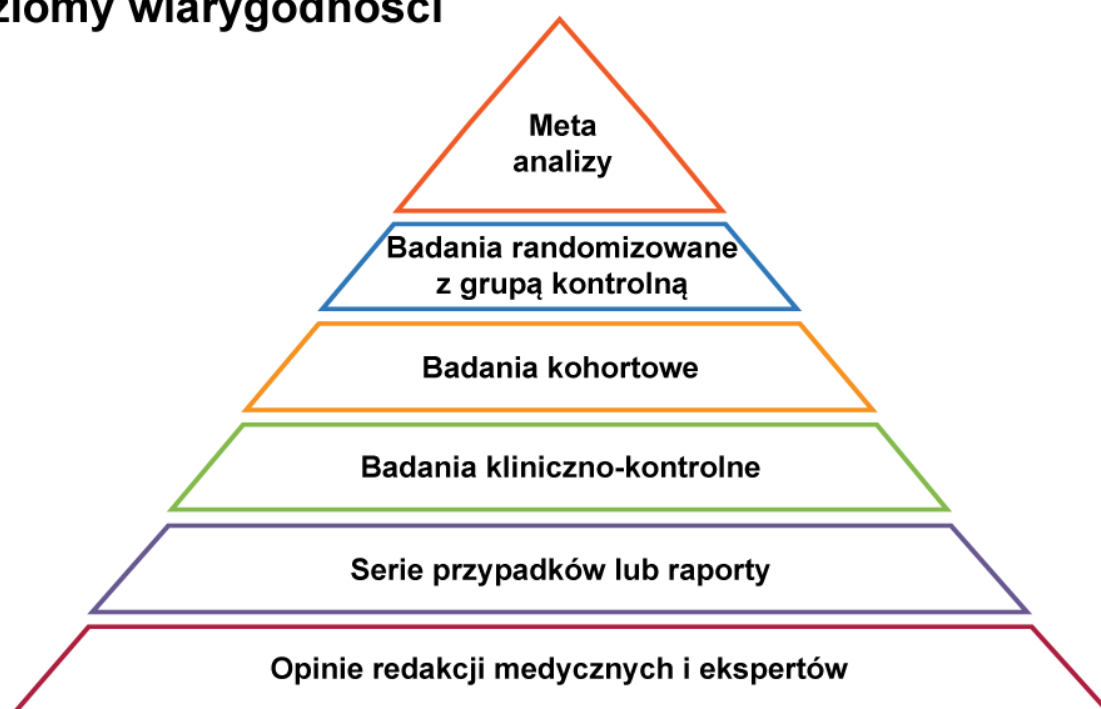 ziomy wiarygodności
Meta
analizy
Badania randomizowane
z grupą kontrolną
Badania kohortowe
Badania kliniczno-kontrolne
Serie przypadków lub raporty
Opinie redakcji medycznych i ekspertów